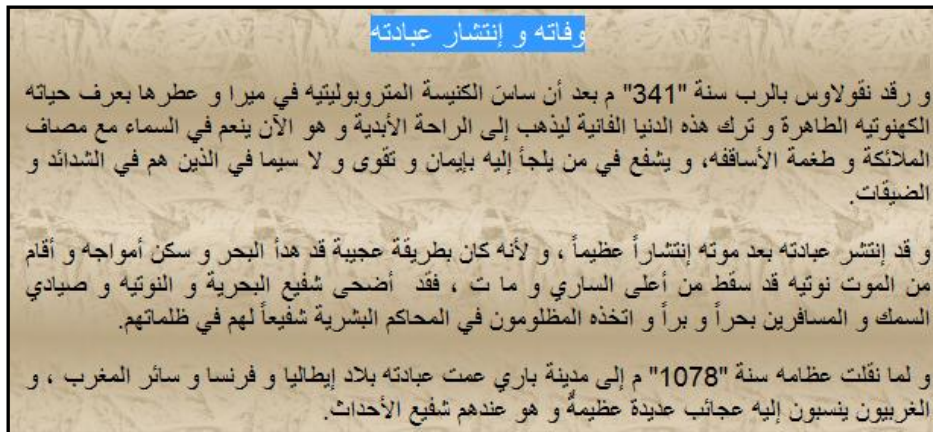 وفاته و إنتشار عبادته
و رقد نقولاوس بالرب سنة "341" م بعد أن ساسَ الكنيسة المتروبوليتيه في ميرا و عطرها بعرف حياته
الكهنوتيه الطاهرة و ترك هذه الدنيا الفانية ليذهب إلى الراحة الأبدية و هو الآن ينعم في السماء مع مصاف
الملائكة و طغمة الأساقفه، و يشفع في من يلجأ إليه بإيمان و تقوى و لا سيما في الذين هم في الشدائد و
الضيقات.
و قد إنتشر عبادته بعد موته إنتشاراً عظيماً ، و لأنه كان بطريقة عجيبة قد هدأ البحر و سكن أمواجه و أقام
من الموت نوتيه قد سقط من أعلى الساري و ما ت ، فقد أضحى شفيع البحرية و النوتيه و صيادي
السمك و المسافرين بحراً و براً و اتخذه المظلومون في المحاكم البشرية شفيعاً لهم في ظلماتهم.
و لما نقلت عظامه سنة "1078" م إلى مدينة باري عمت عبادته بلاد إيطاليا و فرنسا و سائر المغرب ، و
الغربيون ينسبون إليه عجائب عديدة عظيمةٌ و هو عندهم شفيع الأحداث.